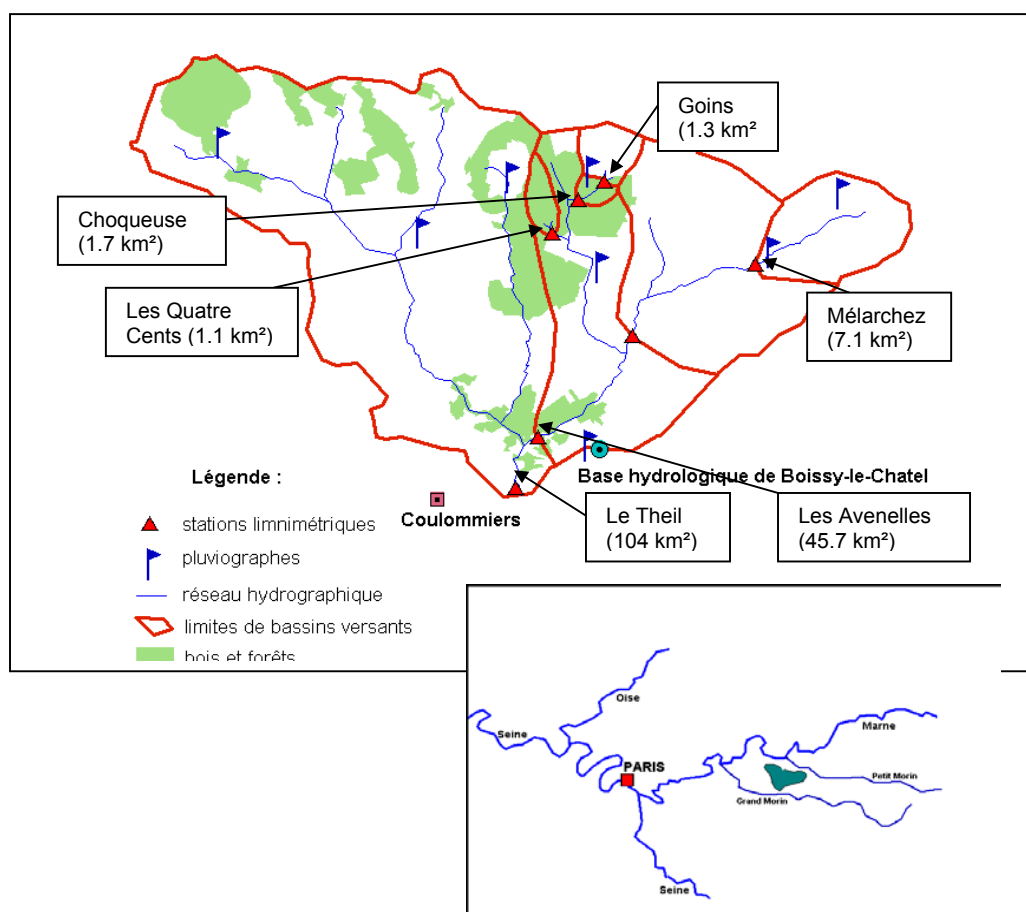 Goins
(1.3 km²
Choqueuse
(1.7 km²)
Les Quatre
Cents (1.1 km²)
Mélarchez
(7.1 km²)
Légende :
Base hydrologique de Boissy-le-Chatel
Coulommiers
Le Theil
(104 km²)
Les Avenelles
(45.7 km²)
stations limnimétriques
pluviographes
réseau hydrographique
limites de bassins versants
bois et forêts
Oise
Seine
Marne
PARIS
Petit Morin
Grand Morin
Seine